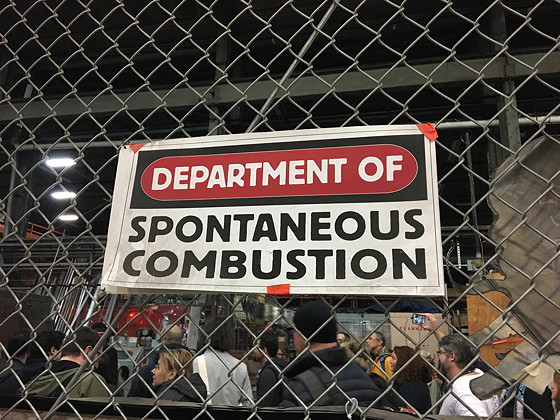 DEPARTMENT OF
SPONTANEOUS
COMBUSTION